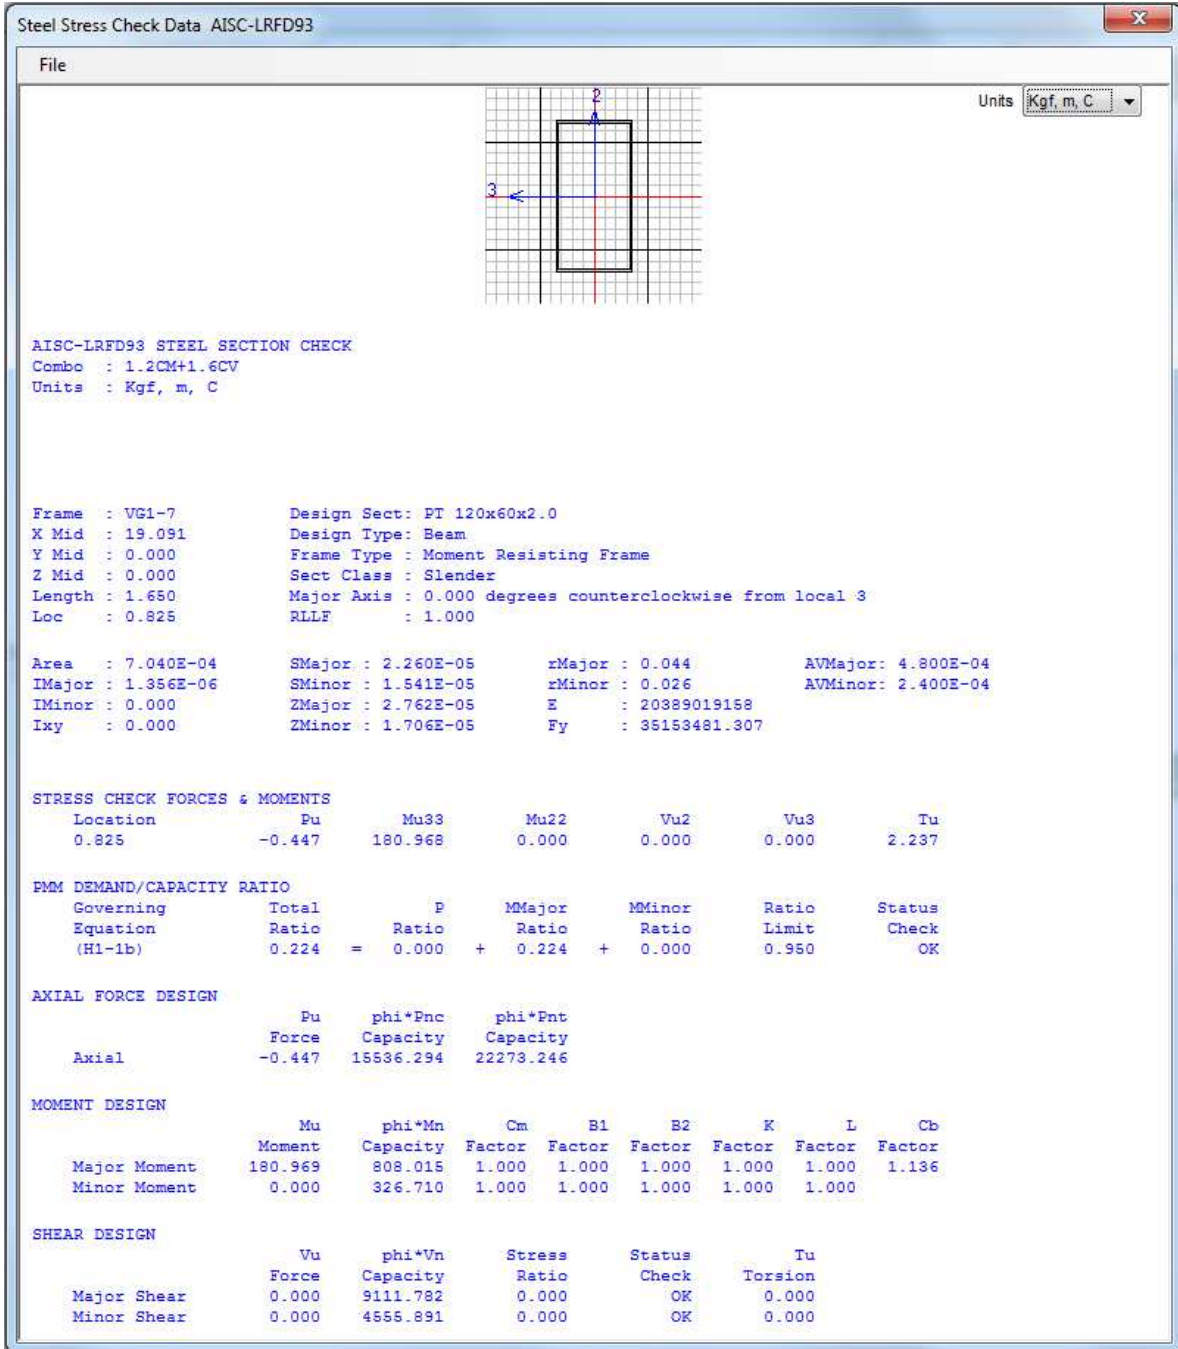 Steel Stress Check Data AISC-LRFD93
X
File
Units Kgf, m, C
2
3
AISC-LRFD93 STEEL SECTION CHECK
Combo : 1.2CM+1.6CV
Units : Kgf, m, C
Frame : VG1-7 Design Sect: PT 120x60x2.0
X Mid : 19.091 Design Type: Beam
Y Mid : 0.000 Frame Type : Moment Resisting Frame
Z Mid : 0.000 Sect Class : Slender
Length : 1.650 Major Axis : 0.000 degrees counterclockwise from local 3
Loc : 0.825 RLLF : 1.000
Area : 7.040E-04 SMajor : 2.260E-05 rMajor : 0.044 AVMajor: 4.800E-04
IMajor : 1.356E-06 SMinor : 1.541E-05 rMinor : 0.026 AVMinor: 2.400E-04
IMinor : 0.000 ZMajor : 2.762E-05 E : 20389019158
Ixy : 0.000 ZMinor : 1.706E-05 Fy : 35153481.307
STRESS CHECK FORCES & MOMENTS
Location Pu Mu33 Mu22 Vu2 Vu3 Tu
0.825 -0.447 180.968 0.000 0.000 0.000 2.237
PMM DEMAND/CAPACITY RATIO
Governing Total P MMajor MMinor Ratio Status
Equation Ratio Ratio Ratio Ratio Limit Check
(H1-1b) 0.224 = 0.000 + 0.224 + 0.000 0.950 OK
AXIAL FORCE DESIGN
Pu phi*Pnc phi*Pnt
Force Capacity Capacity
Axial -0.447 15536.294 22273.246
MOMENT DESIGN
Mu phi*Mn Cm B1 B2 K L Cb
Moment Capacity Factor Factor Factor Factor Factor Factor
Major Moment 180.969 808.015 1.000 1.000 1.000 1.000 1.000 1.136
Minor Moment 0.000 326.710 1.000 1.000 1.000 1.000 1.000
SHEAR DESIGN
Vu phi*Vn Stress Status Tu
Force Capacity Ratio Check Torsion
Major Shear 0.000 9111.782 0.000 OK 0.000
Minor Shear 0.000 4555.891 0.000 OK 0.000